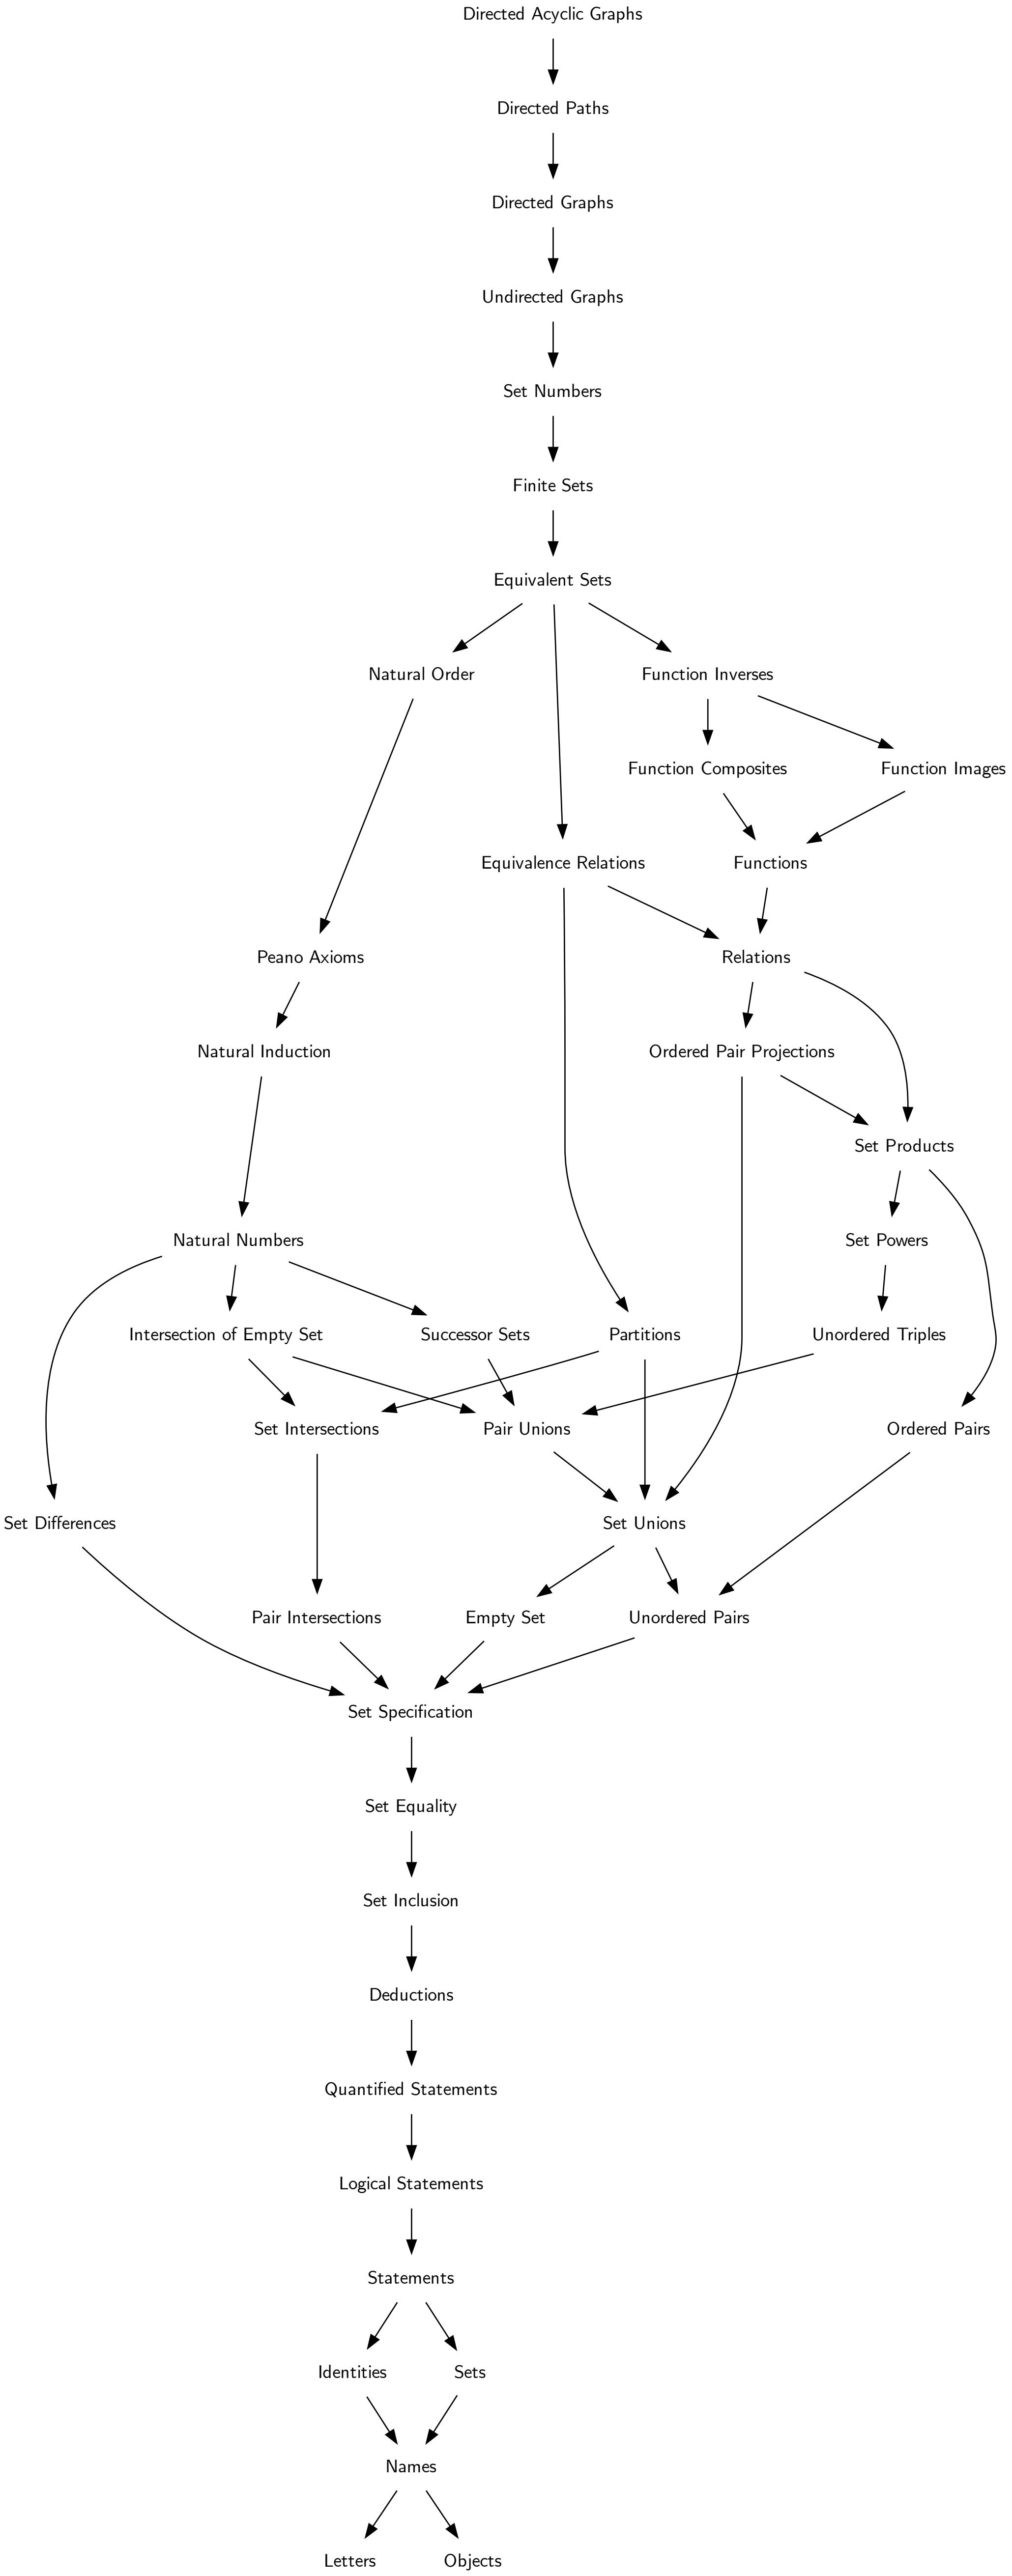 Directed Acyclic Graphs
Directed Paths
Directed Graphs
Undirected Graphs
Set Numbers
Finite Sets
Equivalent Sets
Natural Order
Function Inverses
Function Composites
Function Images
Equivalence Relations
Functions
Peano Axioms
Relations
Natural Induction
Ordered Pair Projections
Set Products
Natural Numbers
Set Powers
Intersection of Empty Set
Successor Sets
Partitions
Unordered Triples
Set Intersections
Pair Unions
Ordered Pairs
Set Differences
Set Unions
Pair Intersections
Empty Set
Unordered Pairs
Set Specification
Set Equality
Set Inclusion
Deductions
Quantified Statements
Logical Statements
Statements
Identities
Sets
Names
Letters
Objects